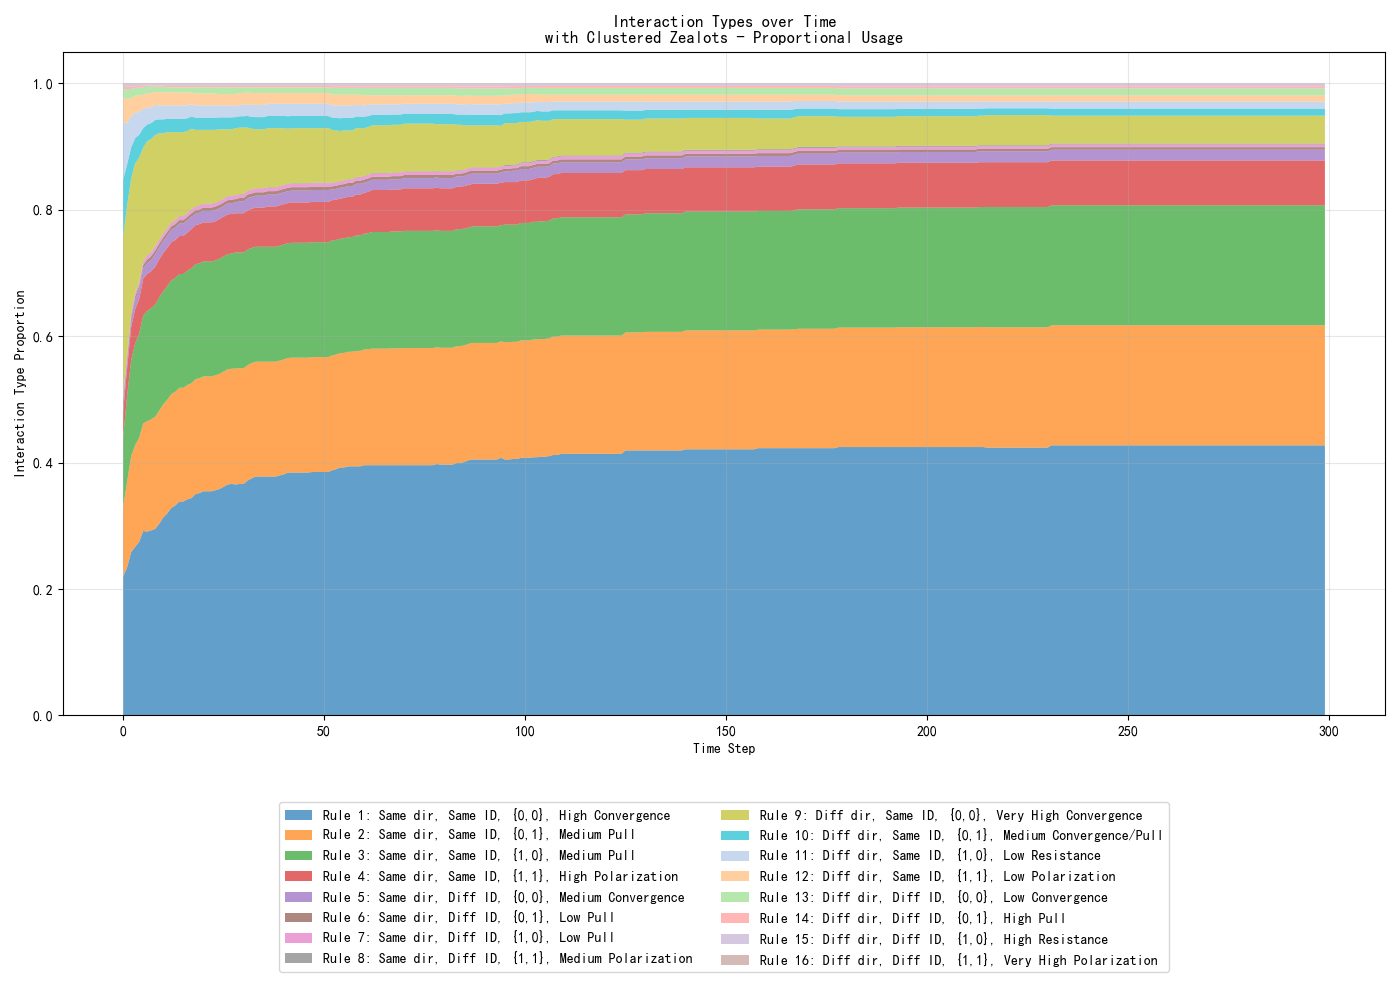 Interaction Types over Time
with Clustered Zealots - Proportional Usage
Interaction Type Proportion
1.0
0.8
0.6
0.4
0.2
0.0
0
50
100
150
200
250
300
Time Step
Rule 1: Same dir, Same ID, {0,0}, High Convergence
Rule 2: Same dir, Same ID, {0,1}, Medium Pull
Rule 3: Same dir, Same ID, {1,0}, Medium Pull
Rule 4: Same dir, Same ID, {1,1}, High Polarization
Rule 5: Same dir, Diff ID, {0,0}, Medium Convergence
Rule 6: Same dir, Diff ID, {0,1}, Low Pull
Rule 7: Same dir, Diff ID, {1,0}, Low Pull
Rule 8: Same dir, Diff ID, {1,1}, Medium Polarization
Rule 9: Diff dir, Same ID, {0,0}, Very High Convergence
Rule 10: Diff dir, Same ID, {0,1}, Medium Convergence/Pull
Rule 11: Diff dir, Same ID, {1,0}, Low Resistance
Rule 12: Diff dir, Same ID, {1,1}, Low Polarization
Rule 13: Diff dir, Diff ID, {0,0}, Low Convergence
Rule 14: Diff dir, Diff ID, {0,1}, High Pull
Rule 15: Diff dir, Diff ID, {1,0}, High Resistance
Rule 16: Diff dir, Diff ID, {1,1}, Very High Polarization